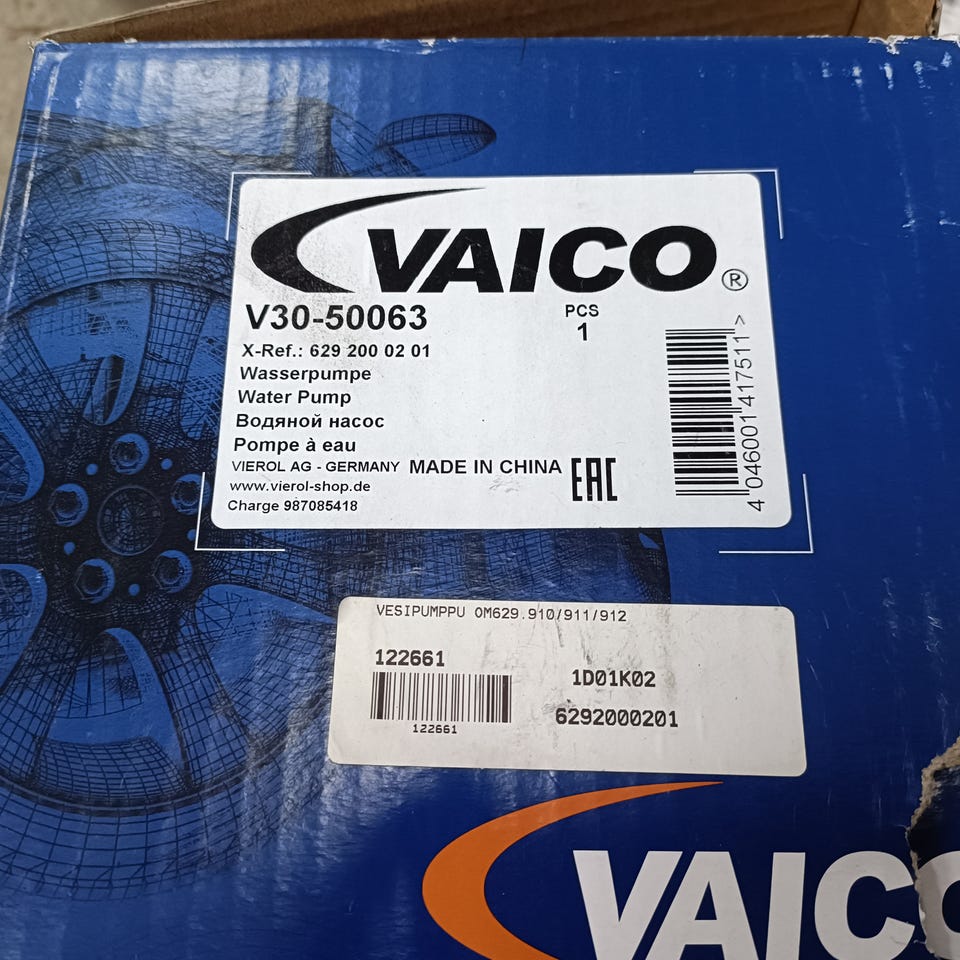 VAICO®
V30-50063
PCS
1
X-Ref.: 629 200 02 01
Wasserpumpe
Water Pump
Водяной насос
Pompe à eau
VIEROL AG - GERMANY MADE IN CHINA EAC
www.vierol-shop.de
Charge 987085418
4 046001 417511 >
VESIPUMPPU OM629.910/911/912
122661
1D01K02
122661
6292000201
VAICO